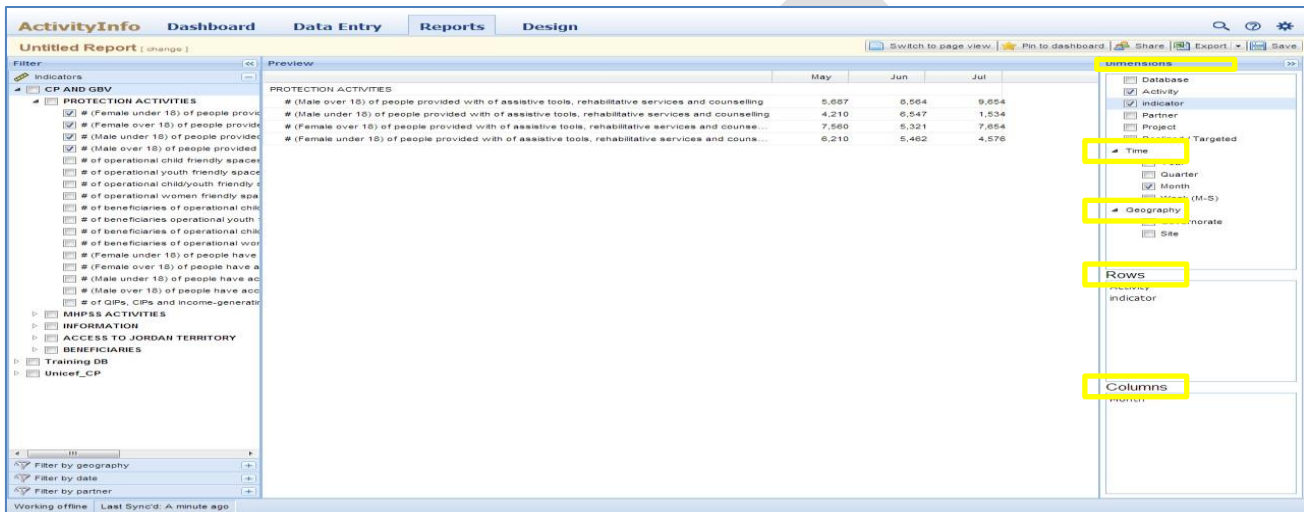 ActivityInfo Dashboard Data Entry Reports Design
Untitled Report [ change ] Switch to page view Pin to dashboard Share Export Save
Filter
Indicators
CP AND GBV
PROTECTION ACTIVITIES
# (Female under 18) of people provid
# (Female over 18) of people provide
# (Male under 18) of people provided
# (Male over 18) of people provided
# of operational child friendly spaces
# of operational youth friendly space
# of operational child/youth friendly
# of operational women friendly spa
# of beneficiaries of operational child
# of beneficiaries operational youth
# of beneficiaries of operational child
# of beneficiaries of operational wor
# (Female under 18) of people have
# (Female over 18) of people have a
# (Male under 18) of people have ac
# (Male over 18) of people have acc
# of QIPs, CIPs and income-generatin
MHPSS ACTIVITIES
INFORMATION
ACCESS TO JORDAN TERRITORY
BENEFICIARIES
Training DB
Unicef_CP
Filter by geography
Filter by date
Filter by partner
Preview
May Jun Jul
PROTECTION ACTIVITIES
# (Male over 18) of people provided with of assistive tools, rehabilitative services and counselling 5,687 8,564 9,654
# (Male under 18) of people provided with of assistive tools, rehabilitative services and counselling 4,210 6,547 1,534
# (Female over 18) of people provided with of assistive tools, rehabilitative services and counse... 7,560 5,321 7,654
# (Female under 18) of people provided with of assistive tools, rehabilitative services and couns... 6,210 5,462 4,576
Dimensions
Database
Activity
indicator
Partner
Project
Targeted
Time
Quarter
Month
Week (M-S)
Geography
Governorate
Site
Rows
Activity
indicator
Columns
Month
Working offline Last Sync'd: A minute ago